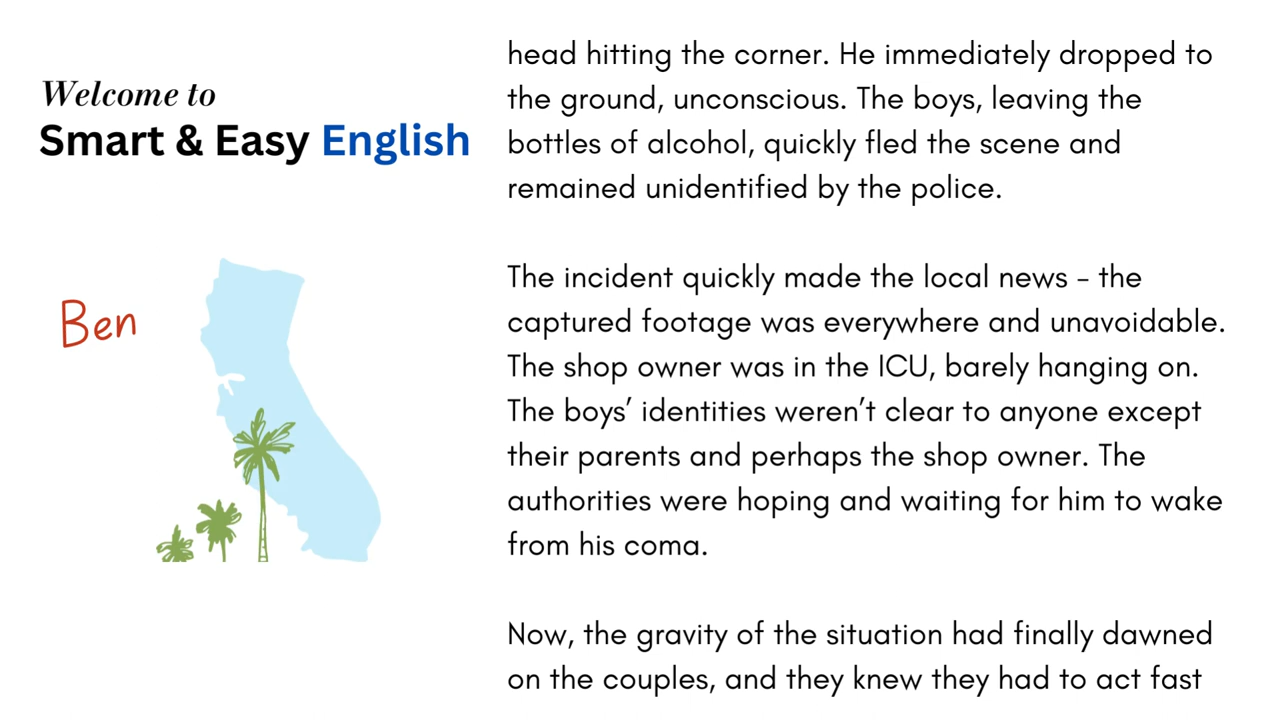 Welcome to
Smart & Easy English
Ben
head hitting the corner. He immediately dropped to
the ground, unconscious. The boys, leaving the
bottles of alcohol, quickly fled the scene and
remained unidentified by the police.
The incident quickly made the local news - the
captured footage was everywhere and unavoidable.
The shop owner was in the ICU, barely hanging on.
The boys’ identities weren’t clear to anyone except
their parents and perhaps the shop owner. The
authorities were hoping and waiting for him to wake
from his coma.
Now, the gravity of the situation had finally dawned
on the couples, and they knew they had to act fast